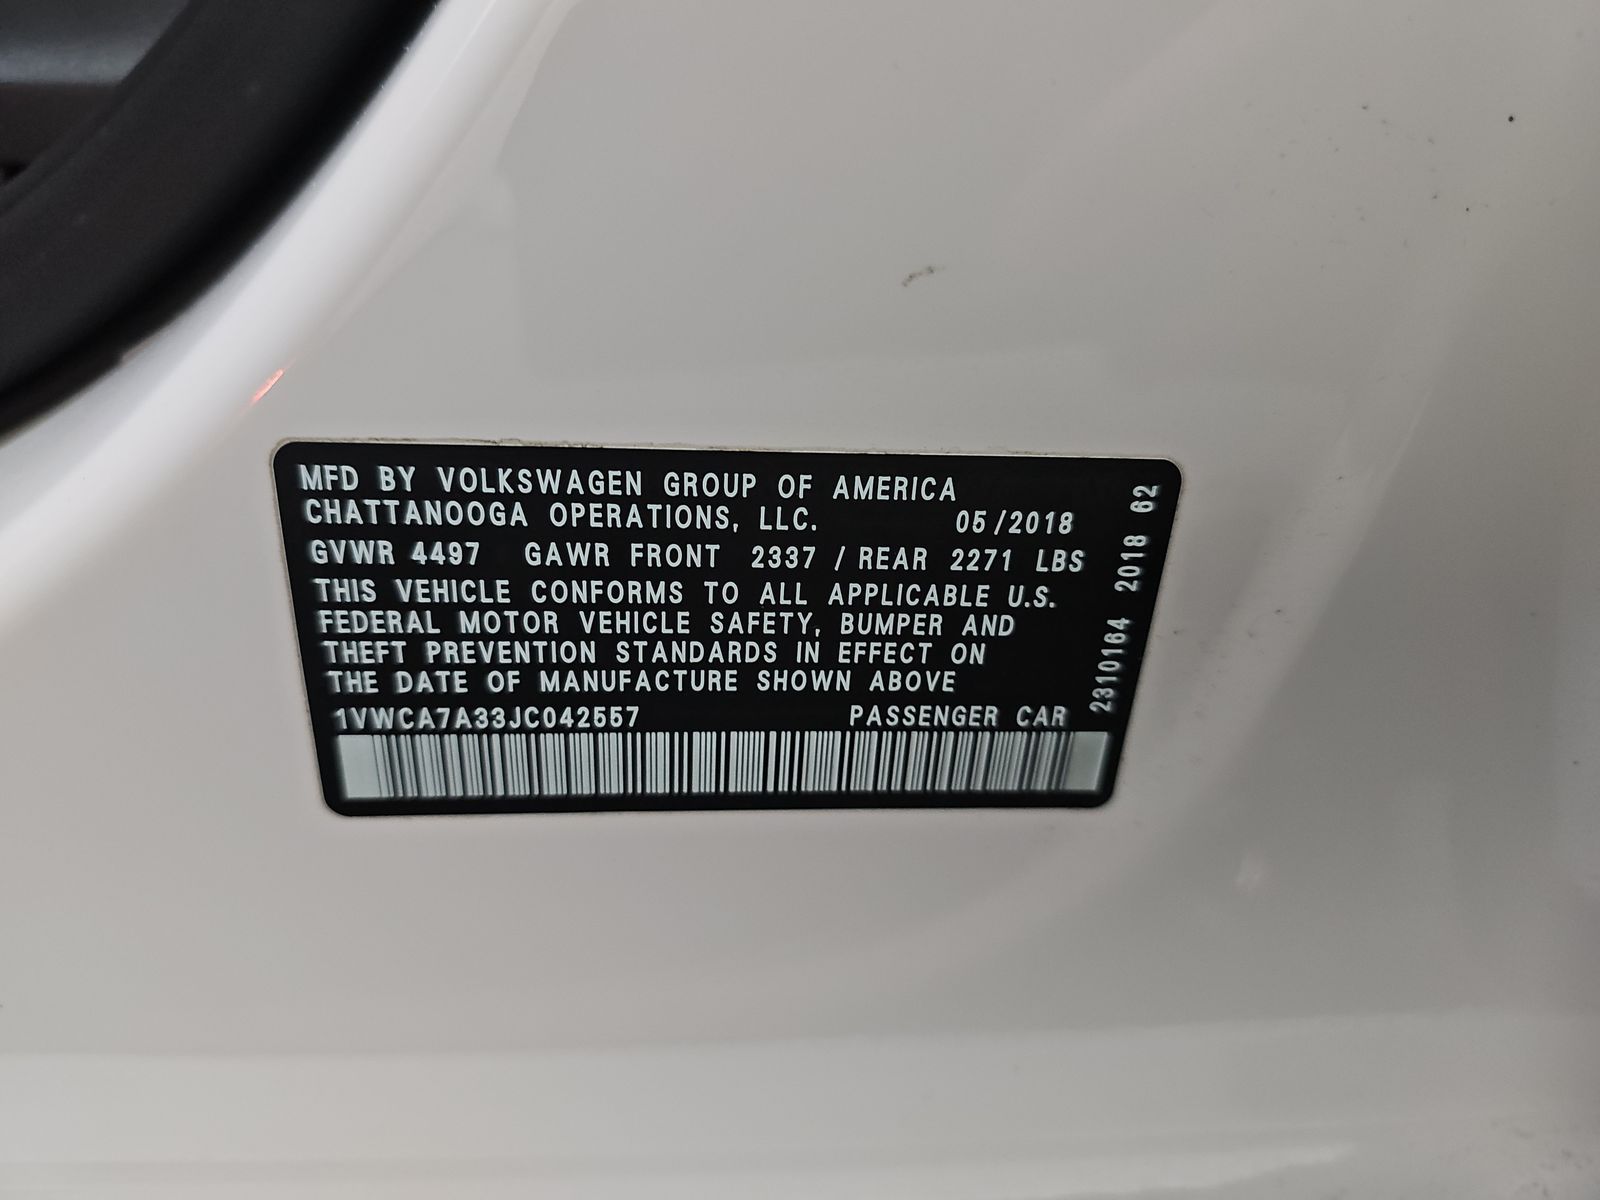 MFD BY VOLKSWAGEN GROUP OF AMERICA
CHATTANOOGA OPERATIONS, LLC. 05/2018
GVWR 4497 GAWR FRONT 2337 / REAR 2271 LBS
THIS VEHICLE CONFORMS TO ALL APPLICABLE U.S.
FEDERAL MOTOR VEHICLE SAFETY, BUMPER AND
THEFT PREVENTION STANDARDS IN EFFECT ON
THE DATE OF MANUFACTURE SHOWN ABOVE
1VWCA7A33JC042557 PASSENGER CAR
2310164 2018 62